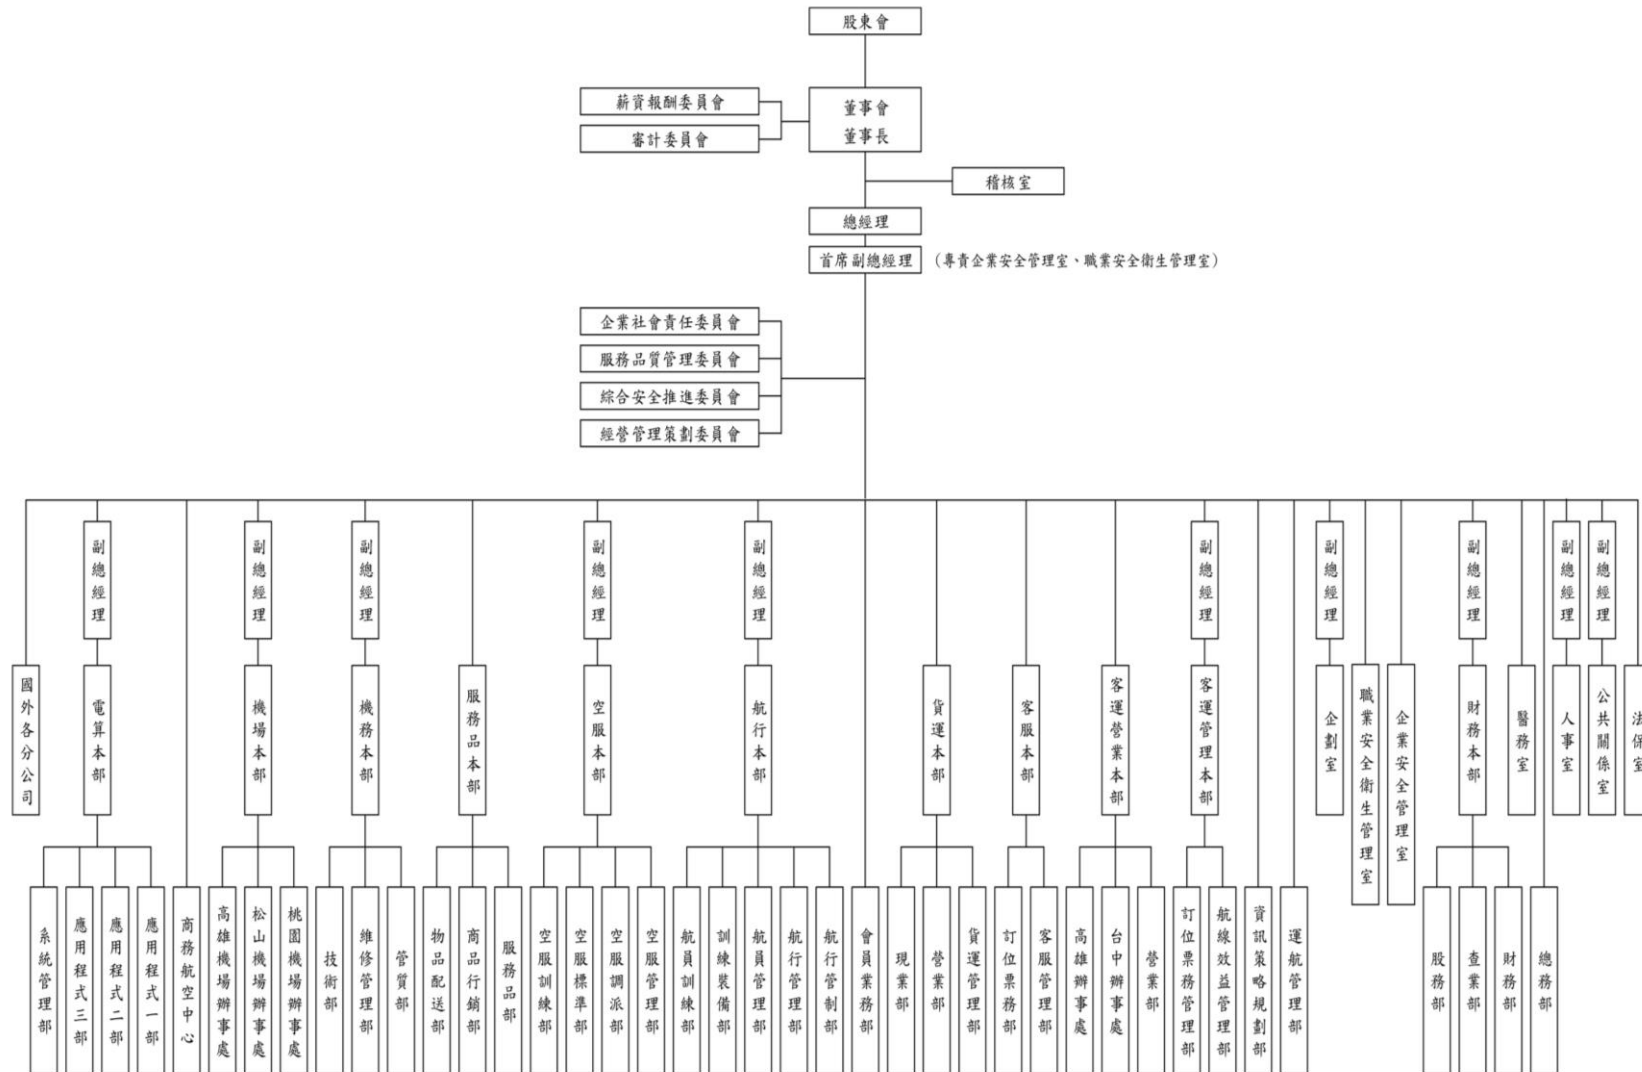 股東會
薪資報酬委員會
審計委員會
董事會
董事長
稽核室
總經理
首席副總經理
（專責企業安全管理室、職業安全衛生管理室）
企業社會責任委員會
服務品質管理委員會
綜合安全推進委員會
經營管理策劃委員會
副總經理
副總經理
副總經理
副總經理
副總經理
副總經理
副總經理
副總經理
副總經理
副總經理
國外各分公司
電算本部
機場本部
機務本部
服務品本部
空服本部
航行本部
貨運本部
客服本部
客運營業本部
客運管理本部
企劃室
職業安全衛生管理室
企業安全管理室
財務本部
醫務室
人事室
公共關係室
法保室
系統管理部
應用程式三部
應用程式二部
應用程式一部
商務航空中心
高雄機場辦事處
松山機場辦事處
桃園機場辦事處
技術部
維修管理部
管質部
物品配送部
商品行銷部
服務品部
空服訓練部
空服標準部
空服調派部
空服管理部
航員訓練部
訓練裝備部
航員管理部
航行管理部
航行管制部
會員業務部
現業部
營業部
貨運管理部
訂位票務部
客服管理部
高雄辦事處
台中辦事處
營業部
訂位票務管理部
航線效益管理部
資訊策略規劃部
運航管理部
股務部
查業部
財務部
總務部